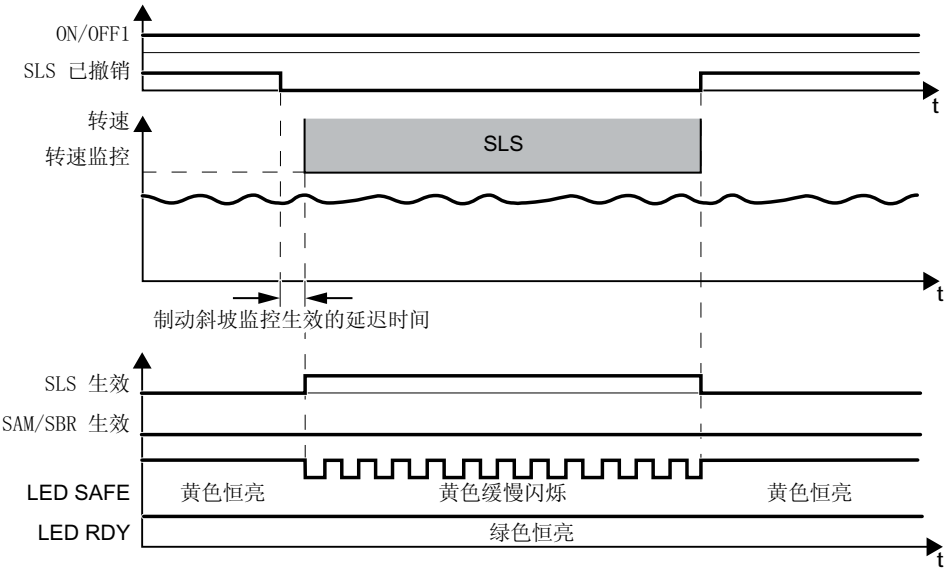 ON/OFF1
SLS 已撤销
t
转速
转速监控
SLS
t
制动斜坡监控生效的延迟时间
SLS 生效
SAM/SBR 生效
LED SAFE 黄色恒亮 黄色缓慢闪烁 黄色恒亮
LED RDY 绿色恒亮
t